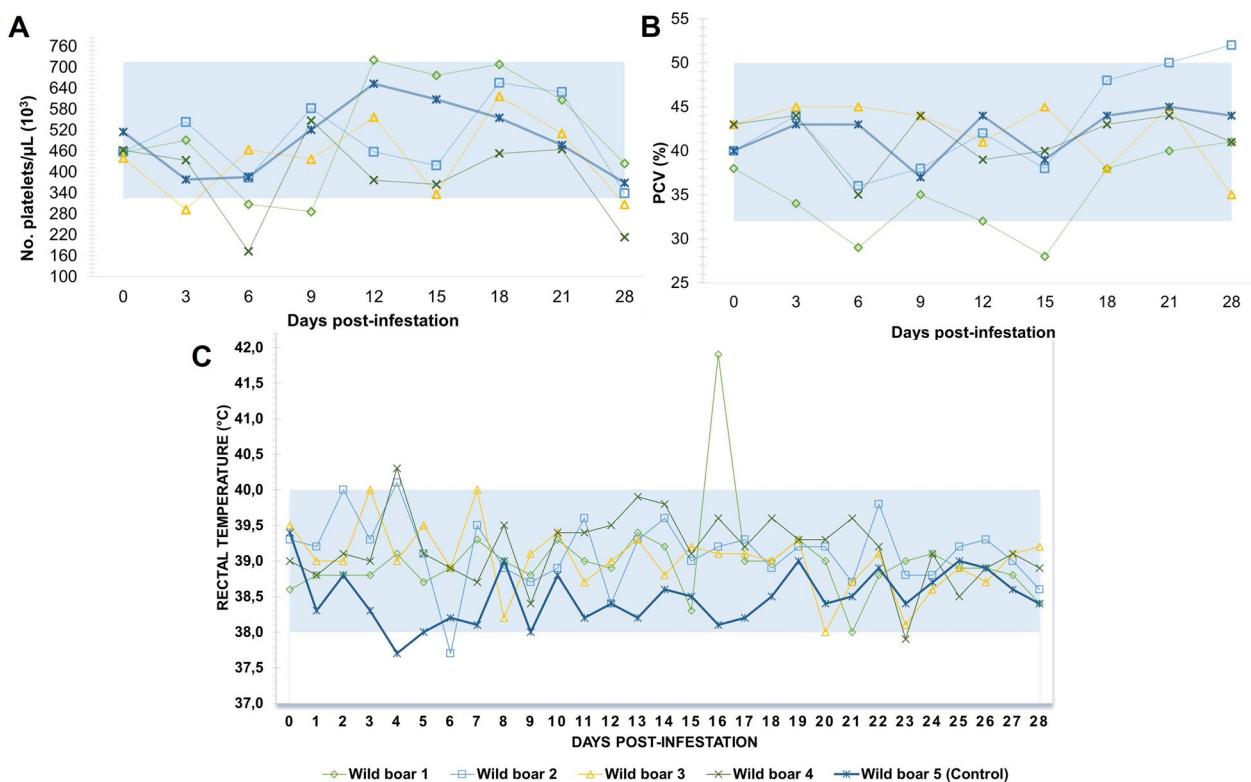 A
No. platelets/µL (10³)
760
700
640
580
520
460
400
340
280
220
160
100
0 3 6 9 12 15 18 21 28
Days post-infestation
B
PCV (%)
55
50
45
40
35
30
25
0 3 6 9 12 15 18 21 28
Days post-infestation
C
RECTAL TEMPERATURE (°C)
42,0
41,5
41,0
40,5
40,0
39,5
39,0
38,5
38,0
37,5
37,0
0 1 2 3 4 5 6 7 8 9 10 11 12 13 14 15 16 17 18 19 20 21 22 23 24 25 26 27 28
DAYS POST-INFESTATION
Wild boar 1 Wild boar 2 Wild boar 3 Wild boar 4 Wild boar 5 (Control)